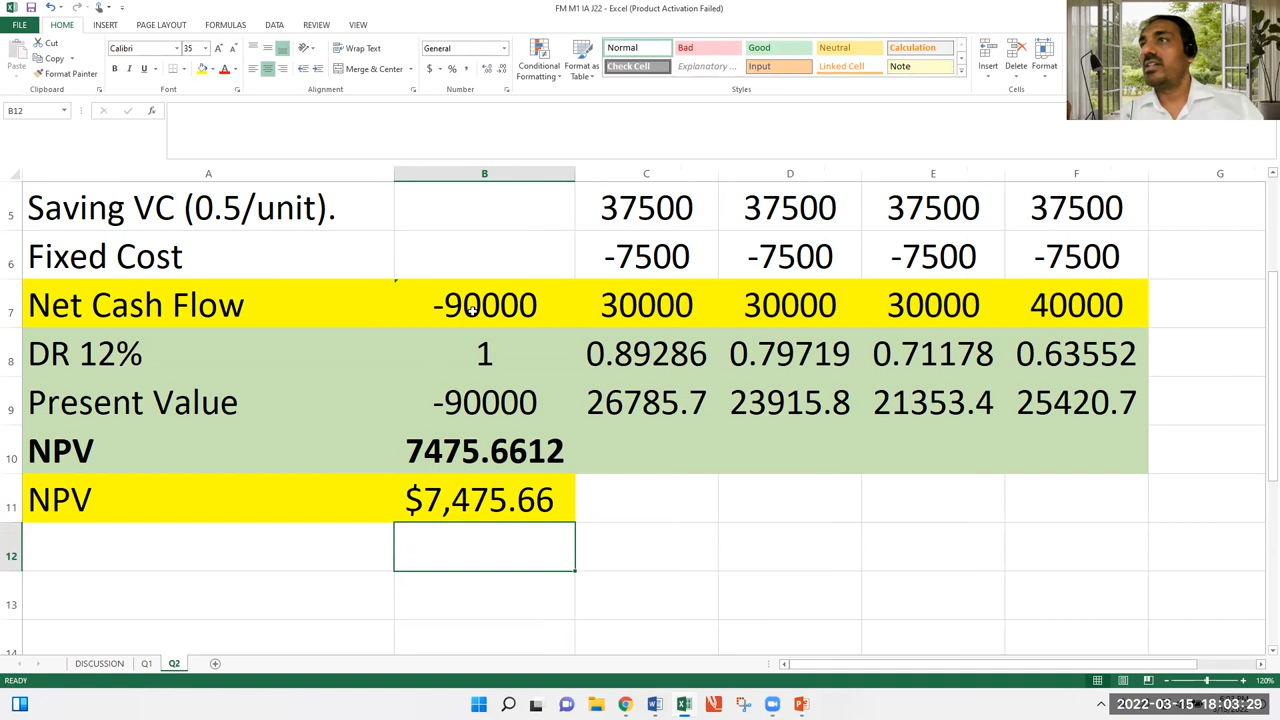 FM M1 IA J22 - Excel (Product Activation Failed)
FILE HOME INSERT PAGE LAYOUT FORMULAS DATA REVIEW VIEW
Cut
Copy
Format Painter
Paste
Clipboard
Calibri 35
B I U
Font
Wrap Text
Merge & Center
Alignment
General
$ % ,
Number
Conditional Formatting
Format as Table
Normal Bad Good Neutral Calculation
Check Cell Explanatory ... Input Linked Cell Note
Styles
Insert Delete Format
Cells
B12
fx
A B C D E F G
5 Saving VC (0.5/unit). 37500 37500 37500 37500
6 Fixed Cost -7500 -7500 -7500 -7500
7 Net Cash Flow -90000 30000 30000 30000 40000
8 DR 12% 1 0.89286 0.79719 0.71178 0.63552
9 Present Value -90000 26785.7 23915.8 21353.4 25420.7
10 NPV 7475.6612
11 NPV $7,475.66
12
13
14
DISCUSSION Q1 Q2
READY 120%
2022-03-15 18:03:29